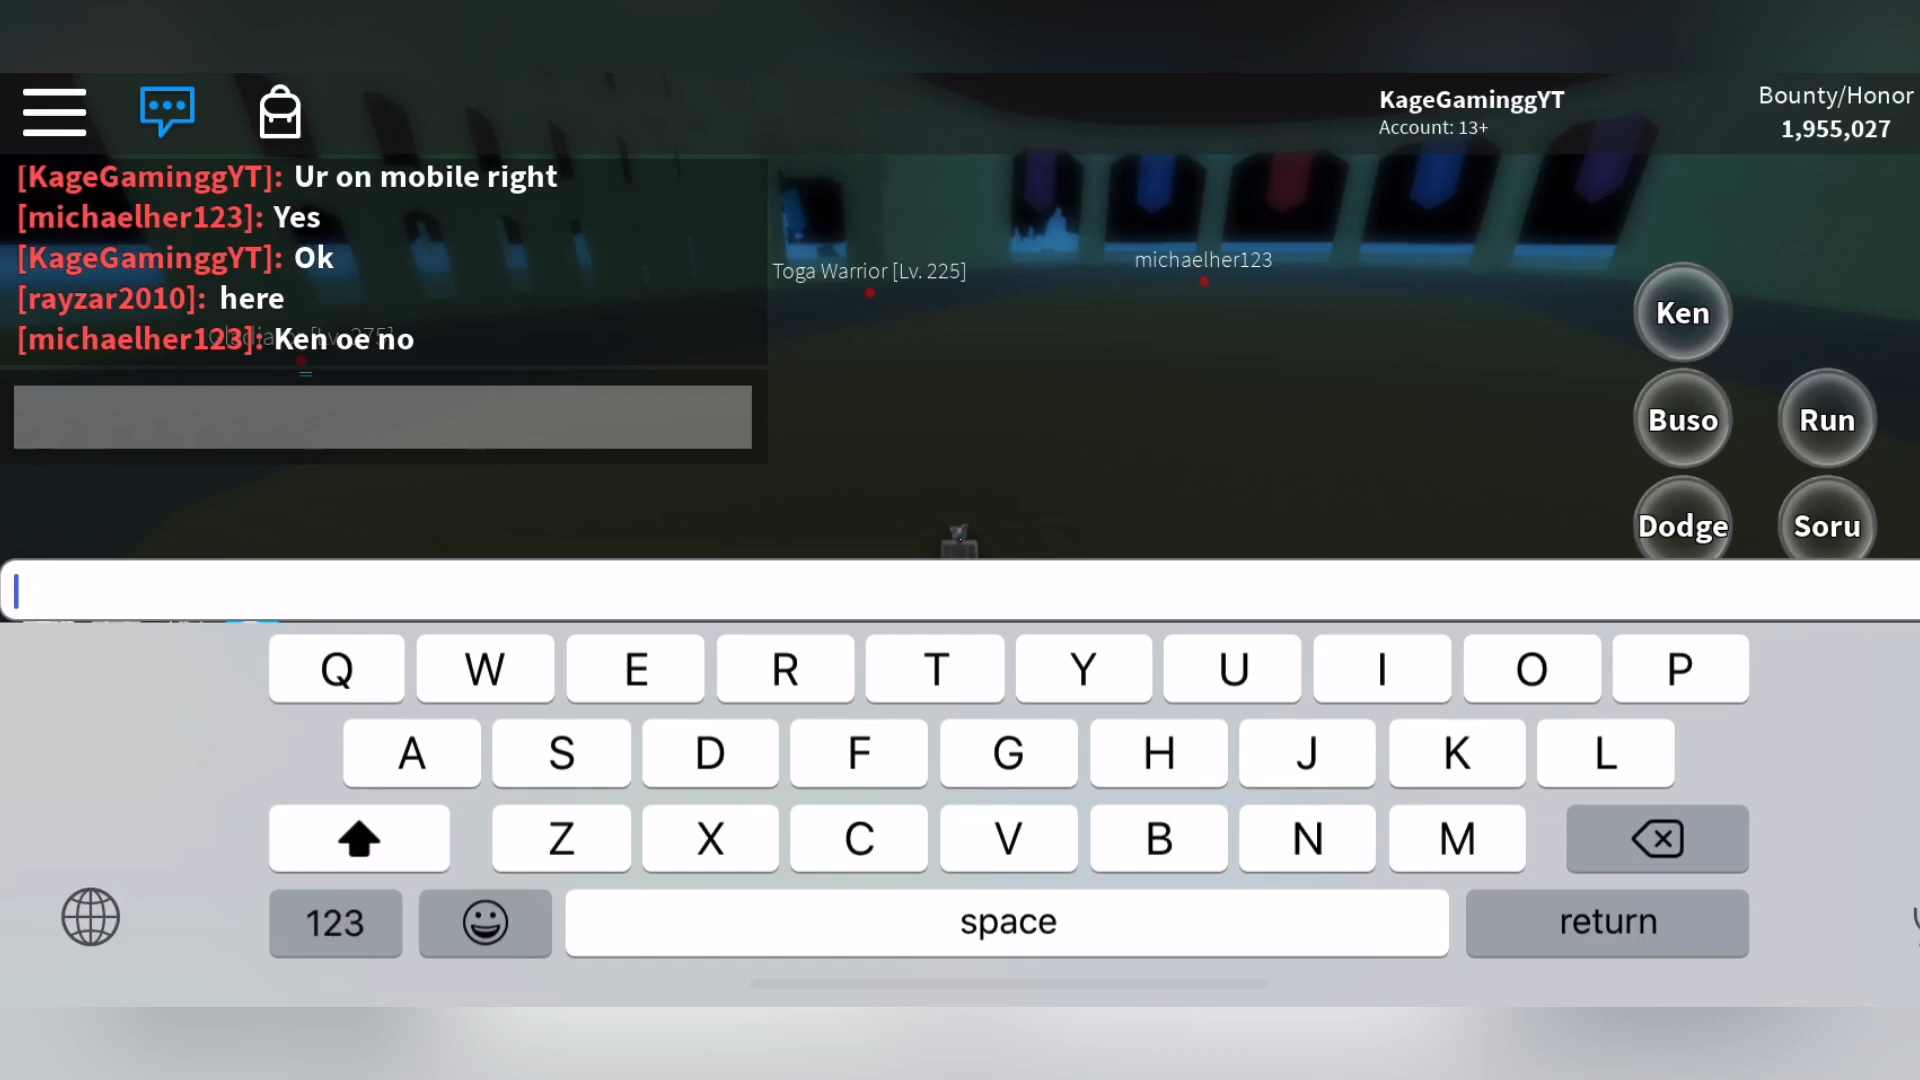 KageGaminggYT
Account: 13+
Bounty/Honor
1,955,027
[KageGaminggYT]: Ur on mobile right
[michaelher123]: Yes
[KageGaminggYT]: Ok
[rayzar2010]: here
[michaelher123]: Ken oe no
Toga Warrior [Lv. 225]
michaelher123
Ken
Buso
Run
Dodge
Soru
Q W E R T Y U I O P
A S D F G H J K L
Z X C V B N M
123
space
return